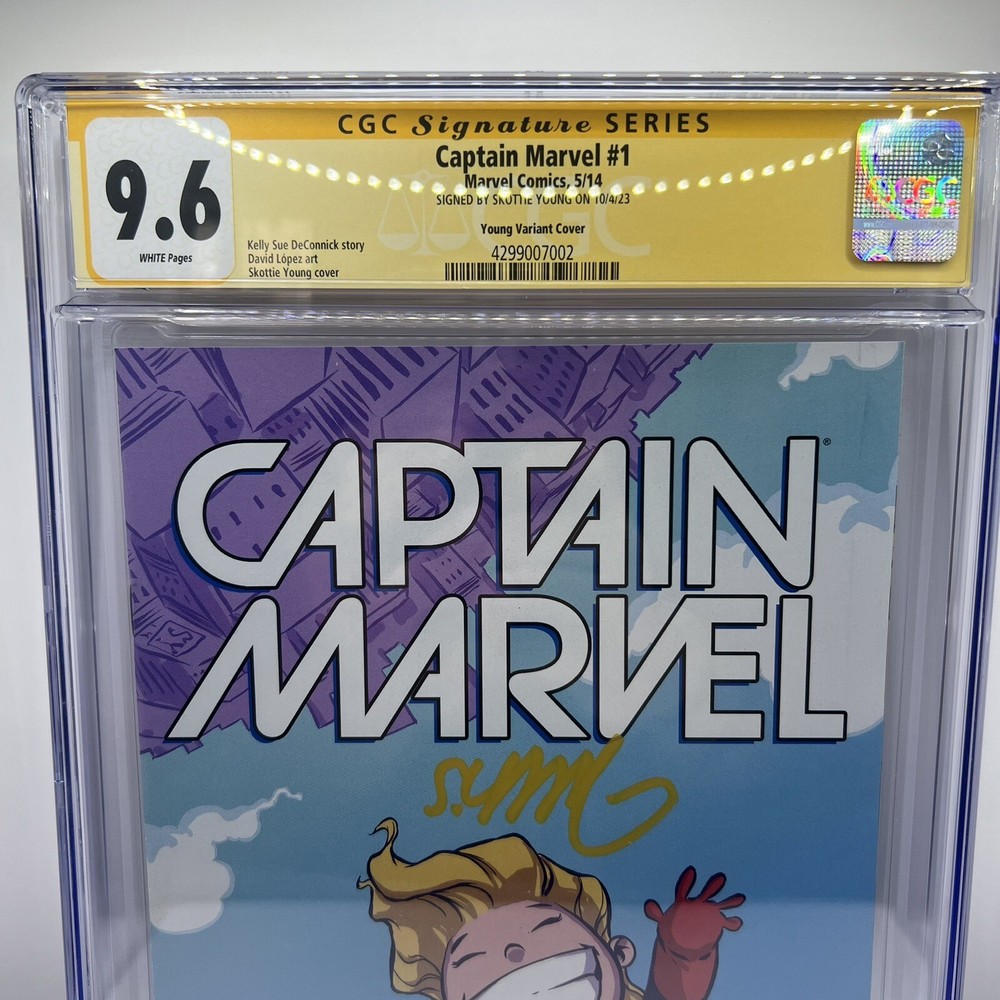 CGC Signature SERIES
Captain Marvel #1
Marvel Comics, 5/14
SIGNED BY SKOTTIE YOUNG ON 10/4/23
Young Variant Cover
4299007002
9.6
WHITE Pages
Kelly Sue DeConnick story
David López art
Skottie Young cover
CGC
CGC
CAPTAIN
MARVEL
®